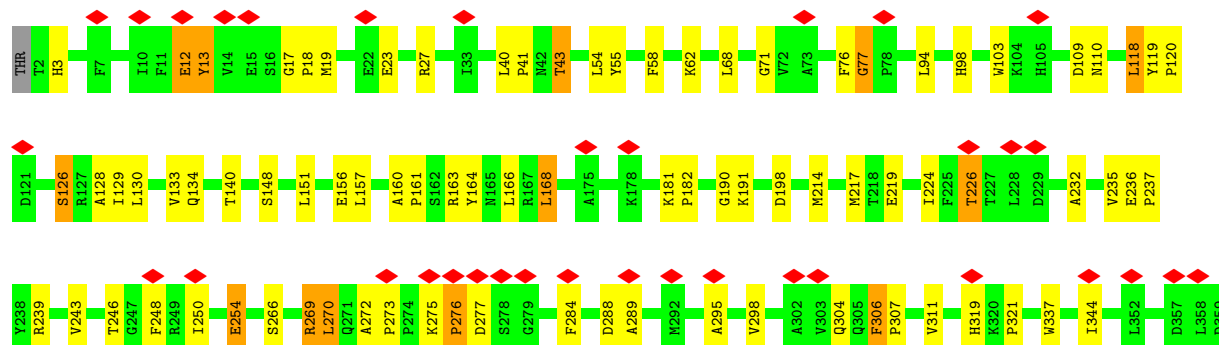 THR T2 H3 F7 I10 F11 E12 Y13 V14 E15 S16 G17 P18 M19 E22 E23 R27 I33 L40 P41 N42 T43 L54 Y55 F58 K62 L68 G71 V72 A73 F76 G77 P78 L94 H98 W103 K104 H105 D109 N110 L118 Y119 P120
D121 S126 R127 A128 I129 L130 V133 Q134 T140 S148 L151 E156 L157 A160 P161 S162 R163 Y164 N165 L166 R167 L168 A175 K178 K181 P182 G190 K191 D198 M214 M217 T218 E219 I224 F225 T226 T227 L228 D229 A232 V235 E236 P237
Y238 R239 V243 T246 G247 F248 R249 I250 E254 S266 R269 L270 Q271 A272 P273 P274 K275 P276 D277 S278 G279 F284 D288 A289 M292 A295 V298 A302 V303 Q304 Q305 F306 P307 V311 H319 K320 P321 W337 I344 L352 D357 L358